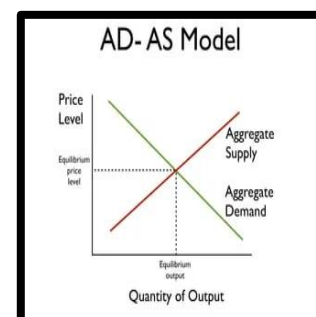 AD- AS Model
Price
Level
Aggregate
Supply
Equilibrium
price
level
Aggregate
Demand
Equilibrium
output
Quantity of Output